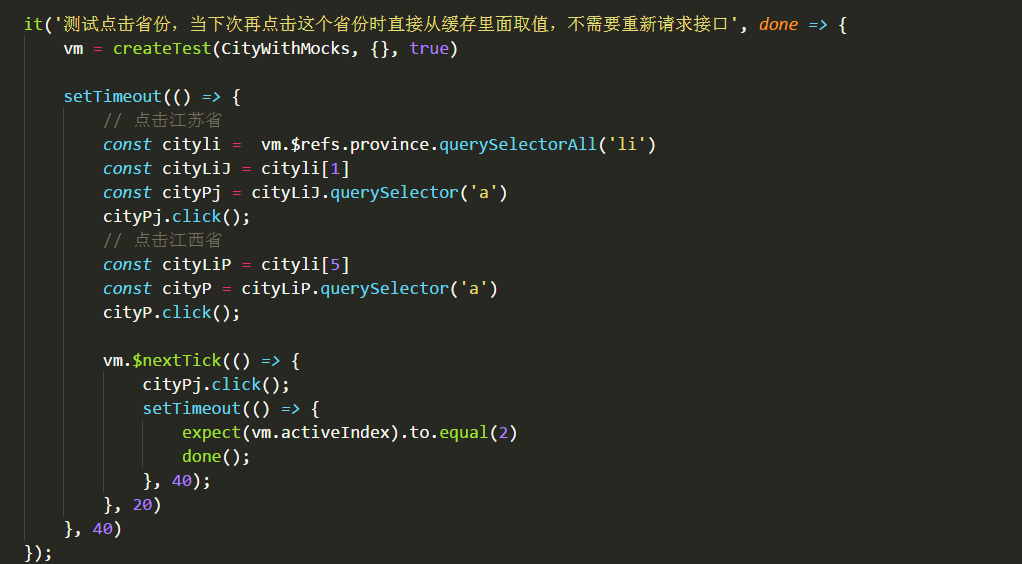 it('测试点击省份，当下次再点击这个省份时直接从缓存里面取值，不需要重新请求接口', done => {
vm = createTest(CityWithMocks, {}, true)
setTimeout(() => {
// 点击江苏省
const cityli =  vm.$refs.province.querySelectorAll('li')
const cityLiJ = cityli[1]
const cityPj = cityLiJ.querySelector('a')
cityPj.click();
// 点击江西省
const cityLiP = cityli[5]
const cityP = cityLiP.querySelector('a')
cityP.click();
vm.$nextTick(() => {
cityPj.click();
setTimeout(() => {
expect(vm.activeIndex).to.equal(2)
done();
}, 40);
}, 20)
}, 40)
});